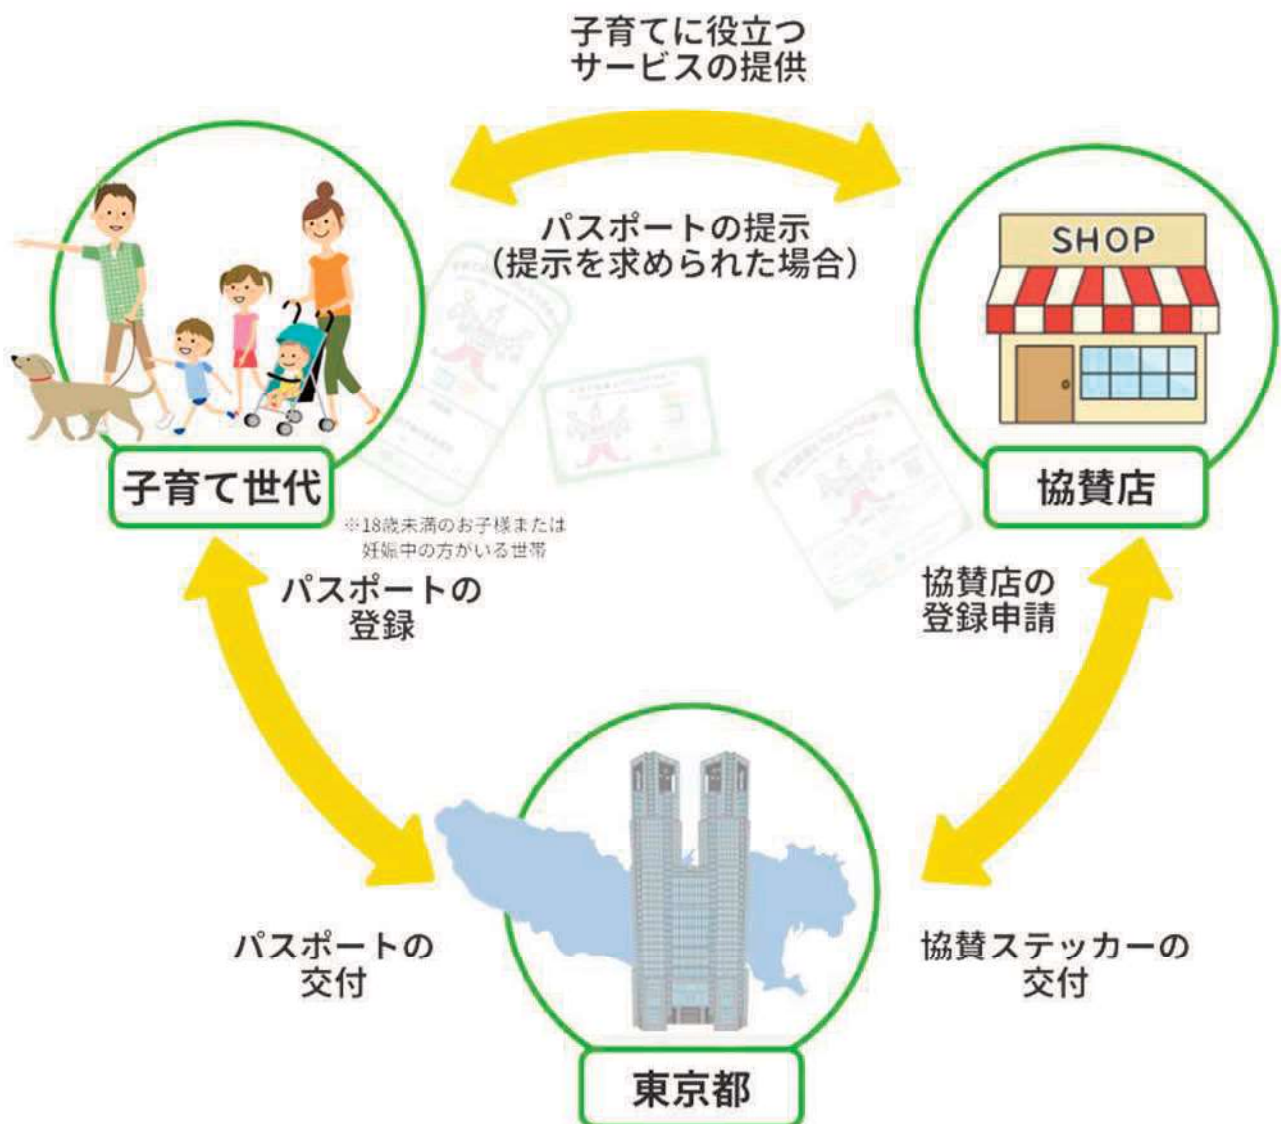 子育てに役立つ
サービスの提供
パスポートの提示
（提示を求められた場合）
SHOP
子育て世代
協賛店
※18歳未満のお子様または
妊娠中の方がいる世帯
パスポートの
登録
協賛店の
登録申請
パスポートの
交付
協賛ステッカーの
交付
東京都